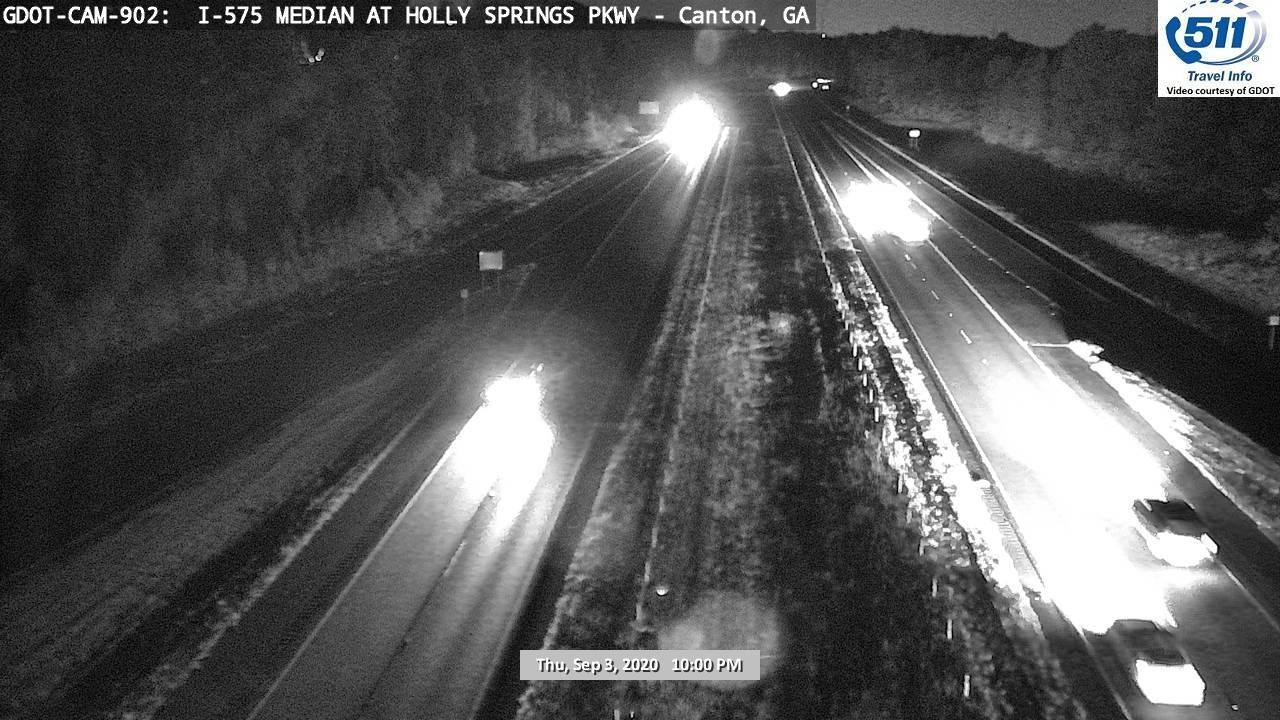 GDOT-CAM-902: I-575 MEDIAN AT HOLLY SPRINGS PKWY - Canton, GA
511
®
Travel Info
Video courtesy of GDOT
Thu, Sep 3, 2020 10:00 PM